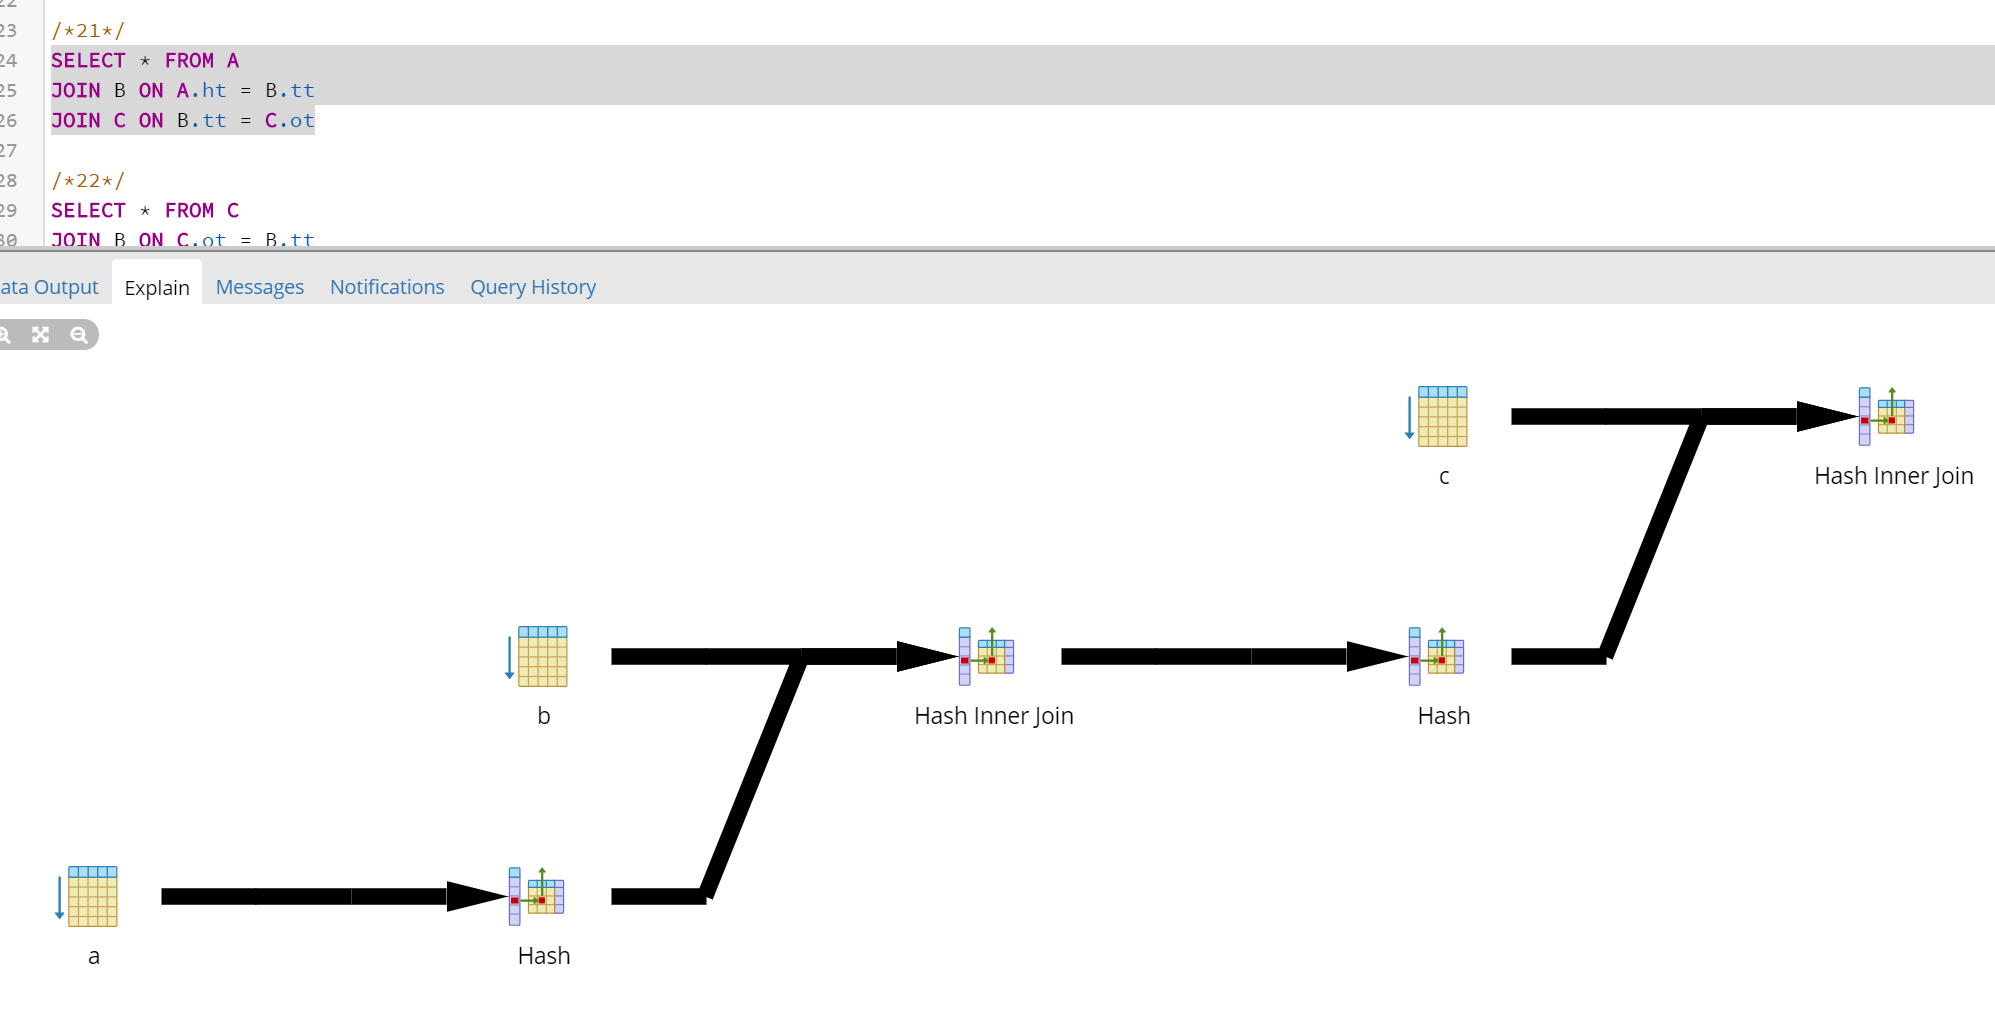 22
23 /*21*/
24 SELECT * FROM A
25 JOIN B ON A.ht = B.tt
26 JOIN C ON B.tt = C.ot
27
28 /*22*/
29 SELECT * FROM C
30 JOIN B ON C.ot = B.tt
ata Output Explain Messages Notifications Query History
c Hash Inner Join
b Hash Inner Join Hash
a Hash